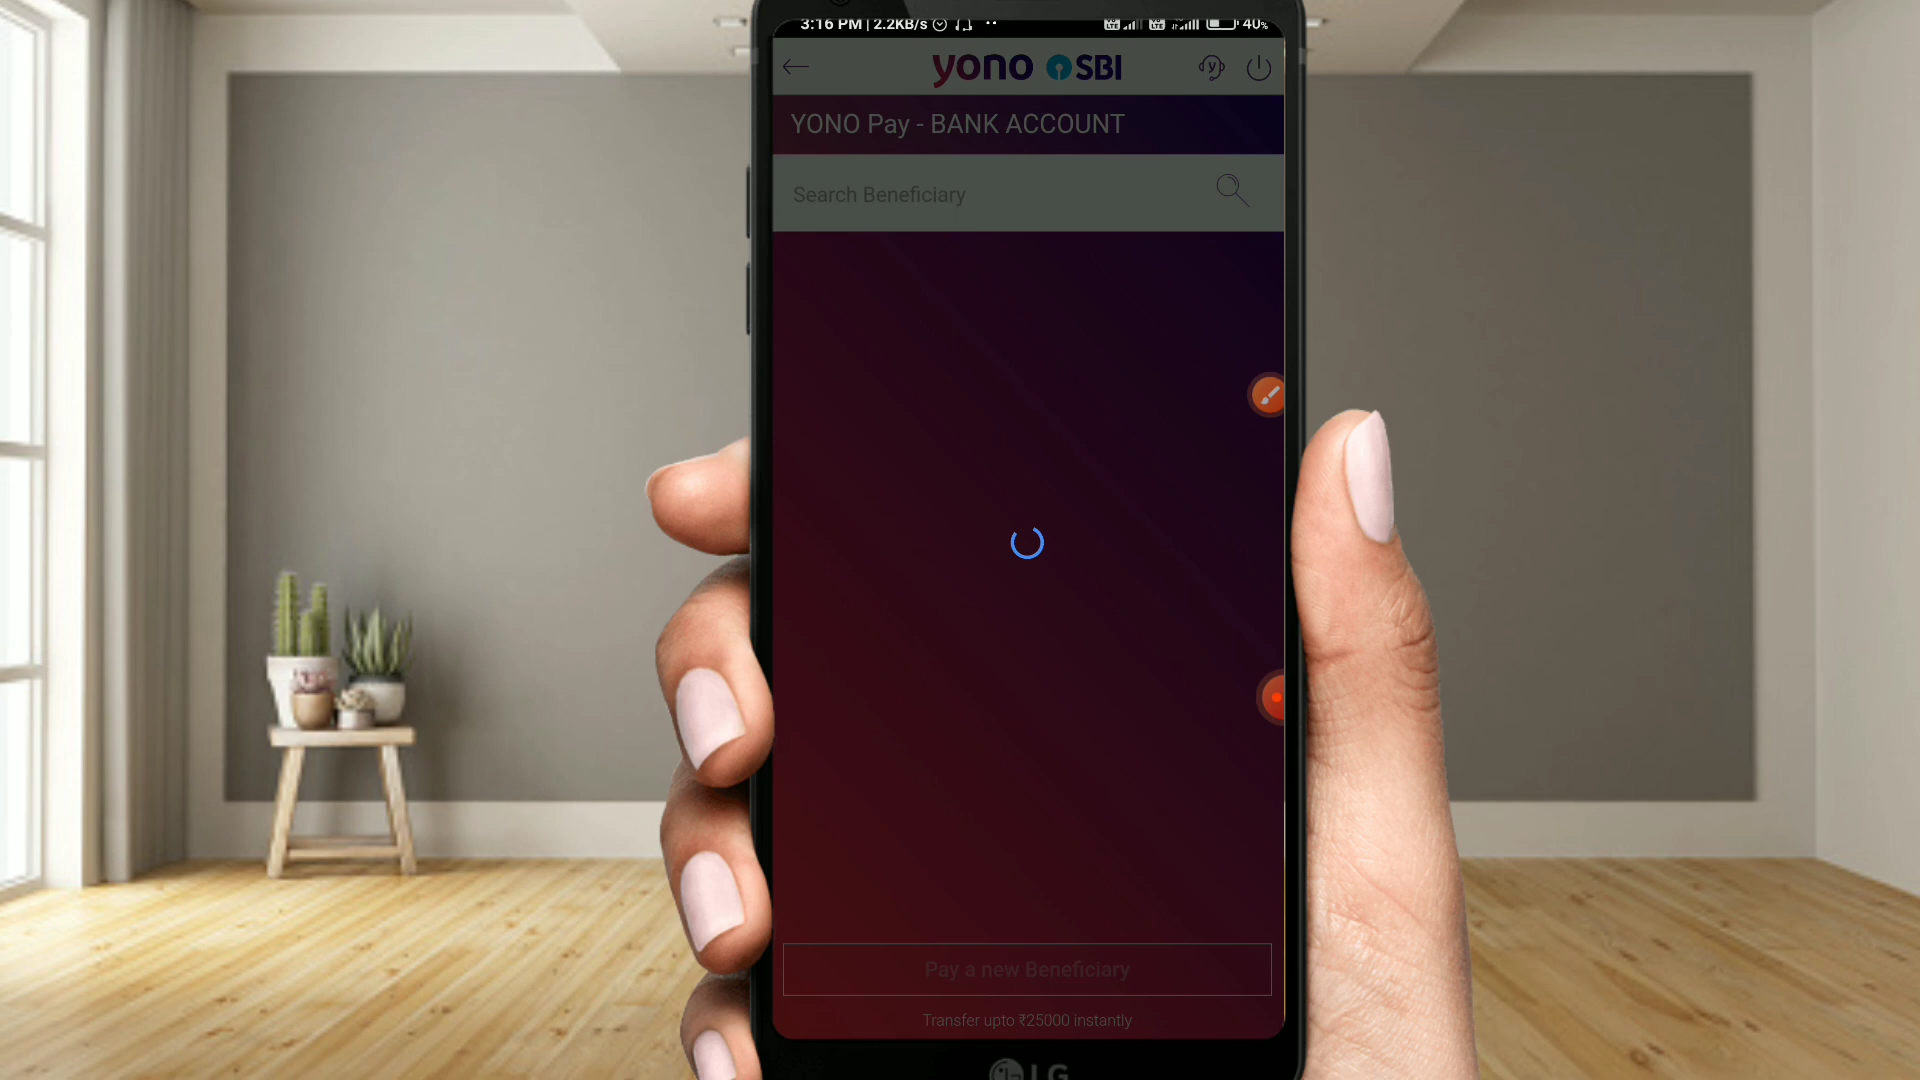 3:16 PM | 2.2KB/s 40%
yono SBI
YONO Pay - BANK ACCOUNT
Search Beneficiary
Pay a new Beneficiary
Transfer upto ₹25000 instantly
LG